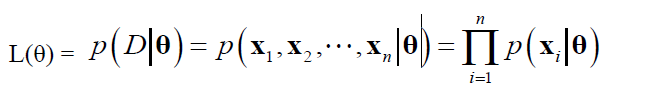 L(θ) = p(D|θ) = p(x₁, x₂, ⋯, xₙ|θ) = ∏ᵢ₌₁ⁿ p(xᵢ|θ)